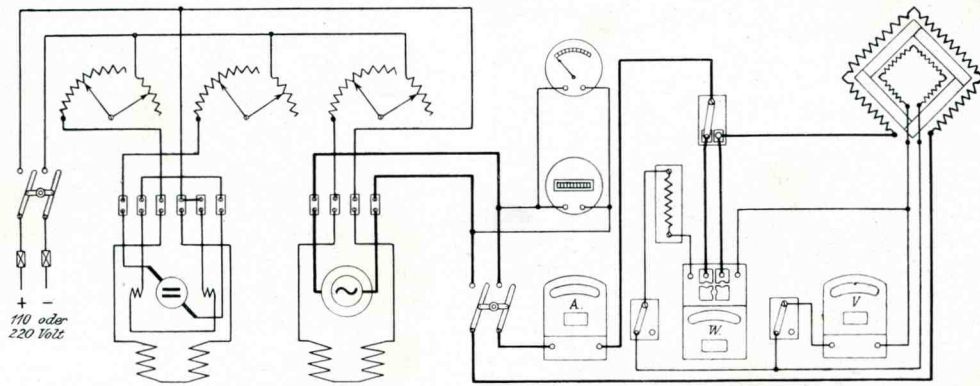 + −
110 oder
220 Volt
=
~
A.
W.
V.